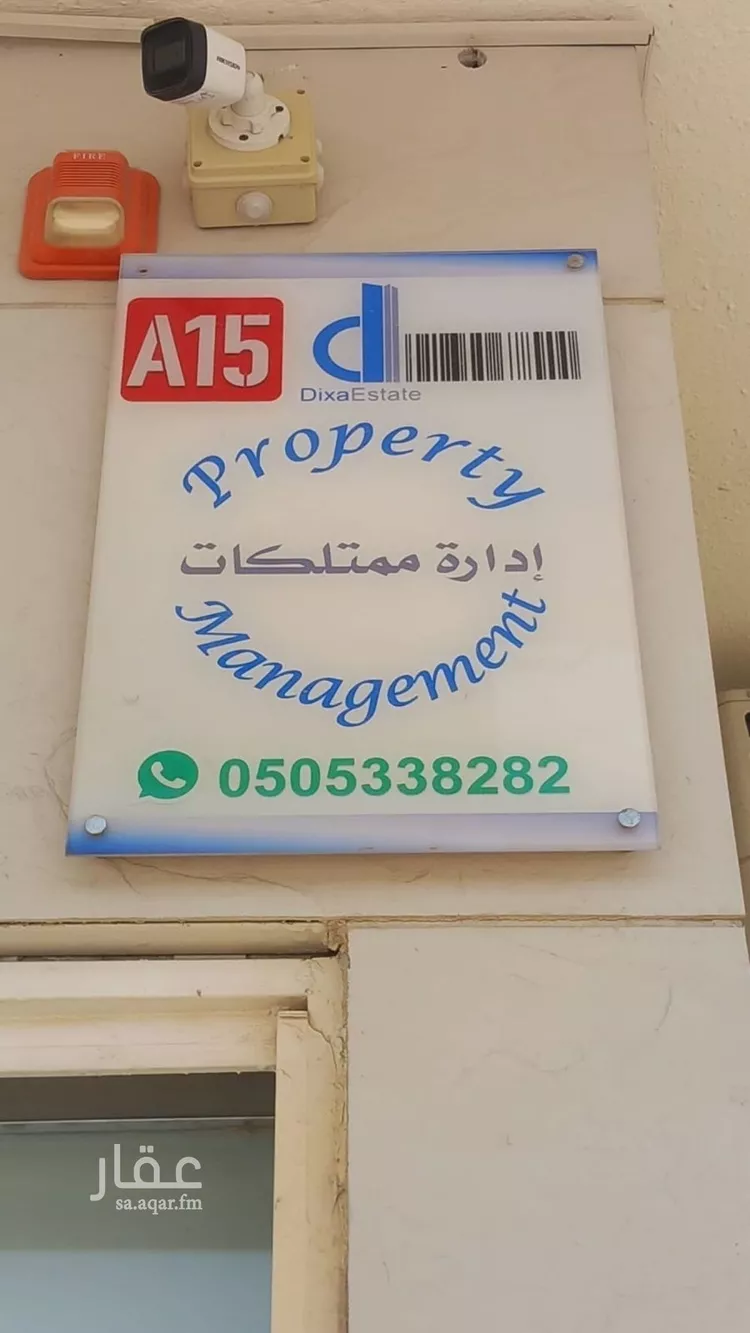 HIKVISION
FIRE
A15
DixaEstate
Property
إدارة ممتلكات
Management
0505338282
عقار
sa.aqar.fm